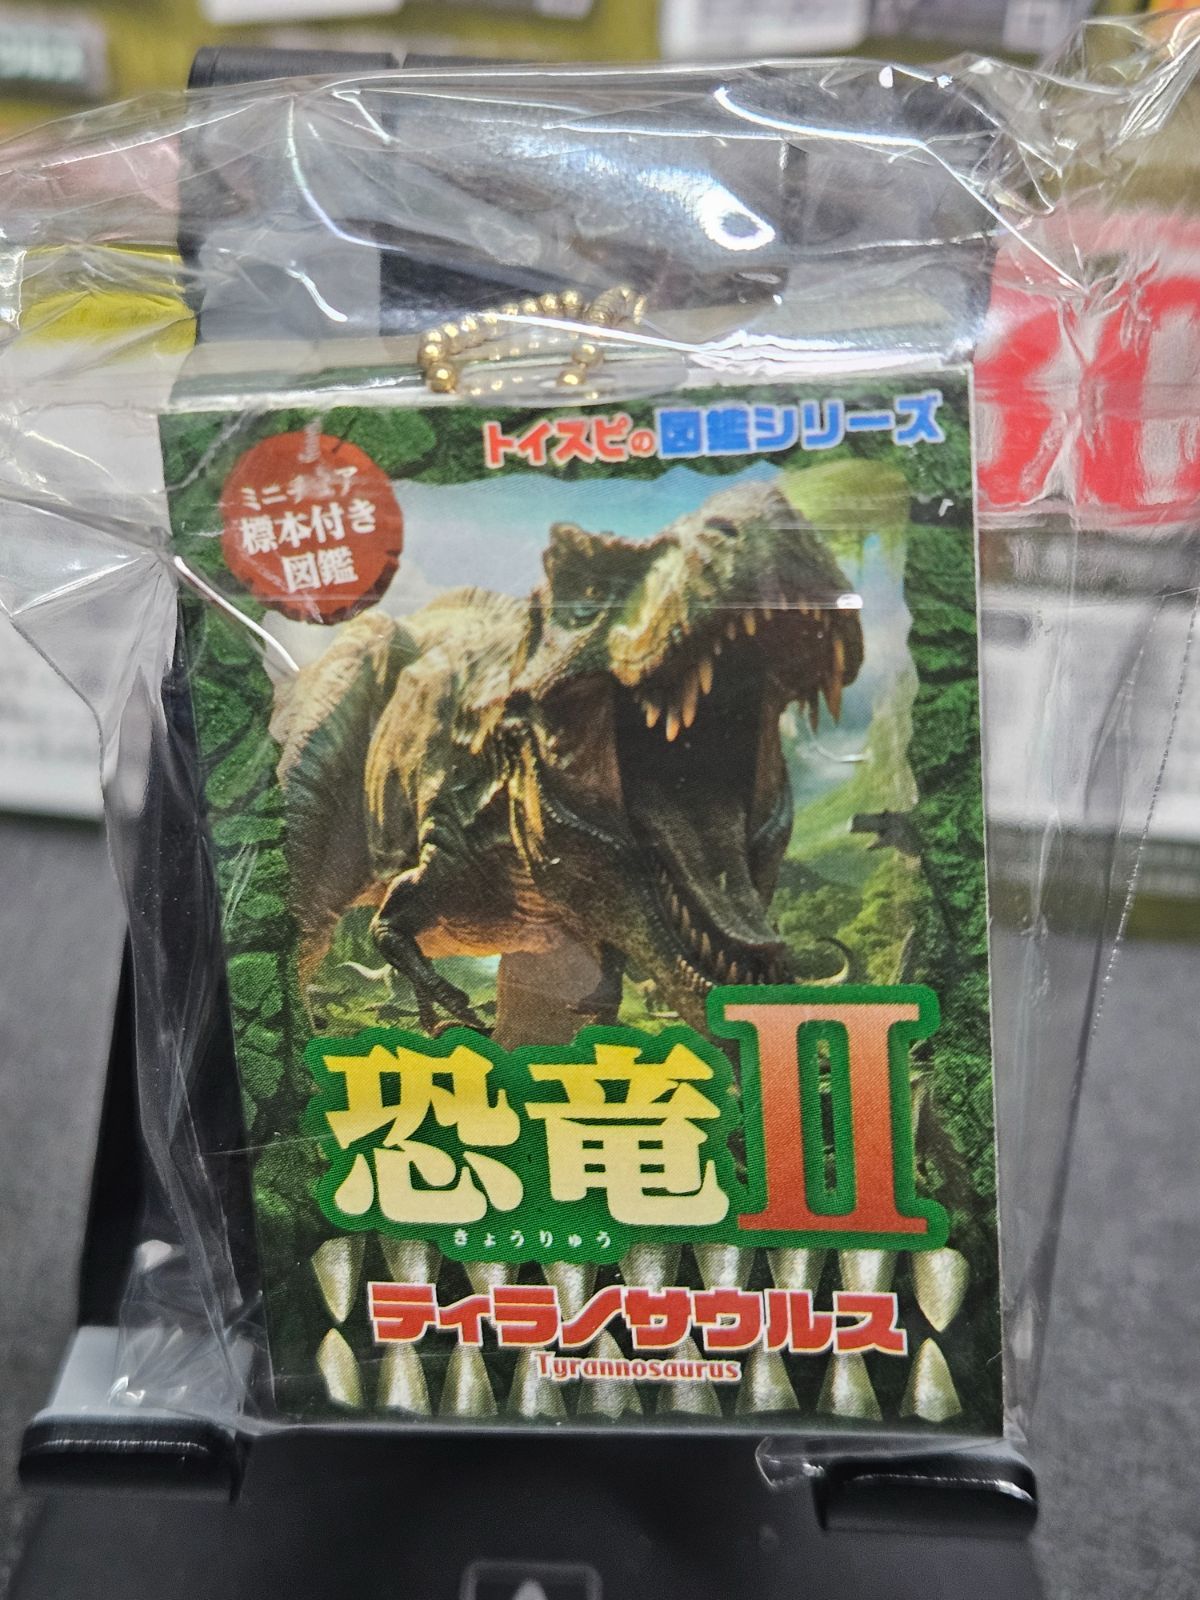 トイスピの図鑑シリーズ
ミニチュア
標本付き
図鑑
恐竜II
きょうりゅう
ティラノサウルス
Tyrannosaurus